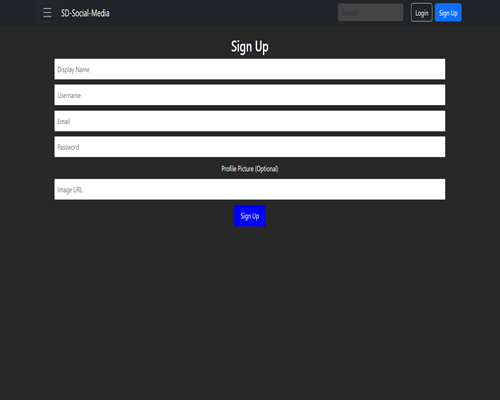 SD-Social-Media
Search
Login
Sign Up
Sign Up
Display Name
Username
Email
Password
Profile Picture (Optional)
Image URL
Sign Up